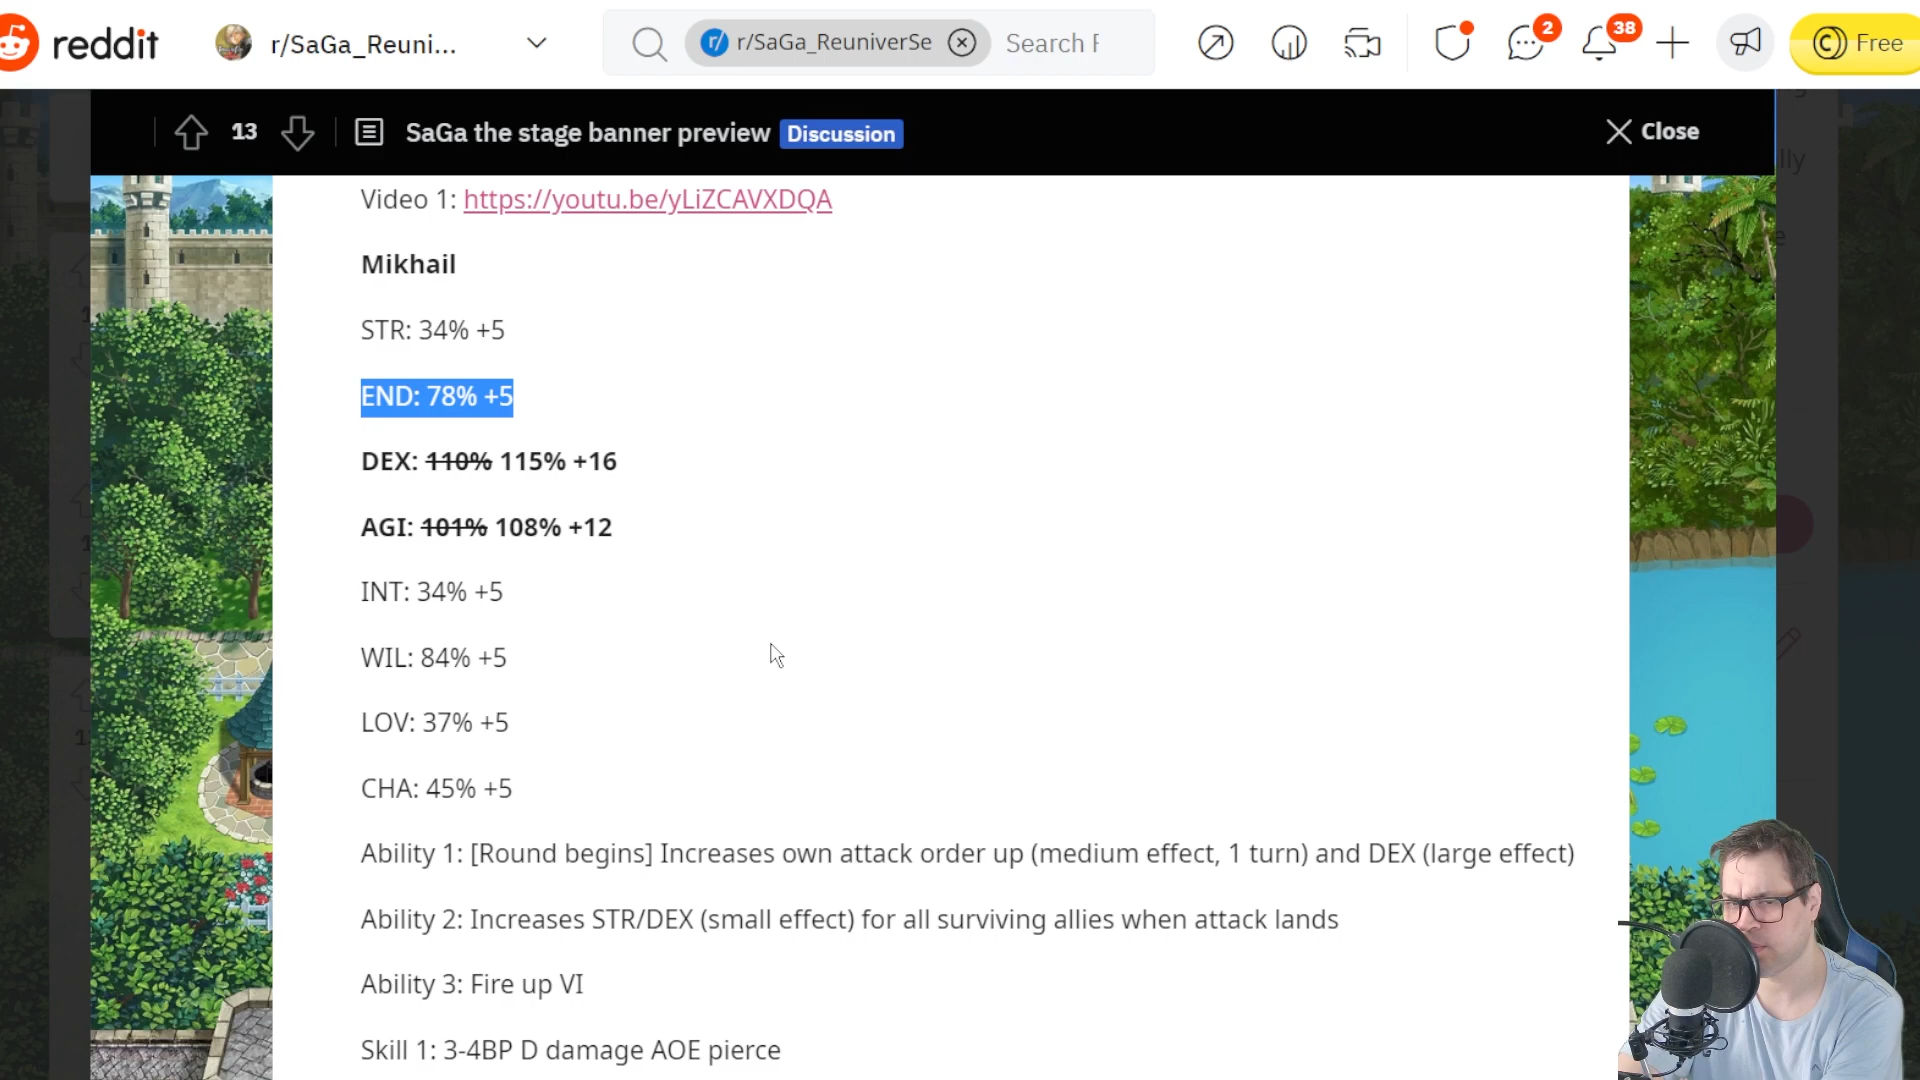 reddit
r/SaGa_Reuni...
r/ r/SaGa_ReuniverSe
Search
2
38
Free
13
SaGa the stage banner preview
Discussion
Close
Video 1: https://youtu.be/yLiZCAVXDQA
Mikhail
STR: 34% +5
END: 78% +5
DEX: 110% 115% +16
AGI: 101% 108% +12
INT: 34% +5
WIL: 84% +5
LOV: 37% +5
CHA: 45% +5
Ability 1: [Round begins] Increases own attack order up (medium effect, 1 turn) and DEX (large effect)
Ability 2: Increases STR/DEX (small effect) for all surviving allies when attack lands
Ability 3: Fire up VI
Skill 1: 3-4BP D damage AOE pierce